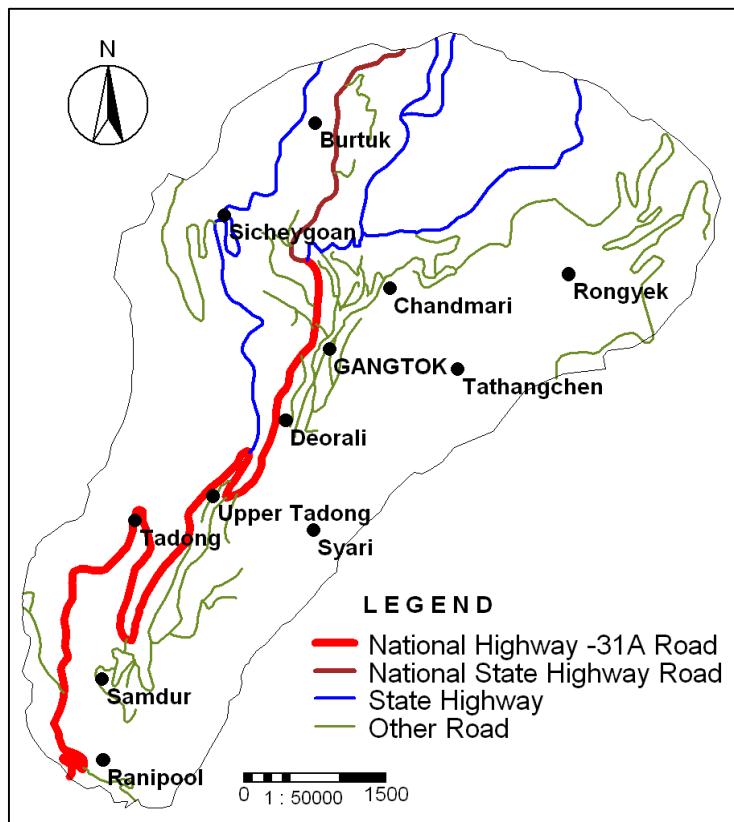 N
Burtuk
Sicheygoan
Chandmari
Rongyek
GANGTOK
Tathangchen
Deorali
Upper Tadong
Tadong
Syari
LEGEND
National Highway -31A Road
National State Highway Road
State Highway
Other Road
Samdur
Ranipool
0 1 : 50000 1500